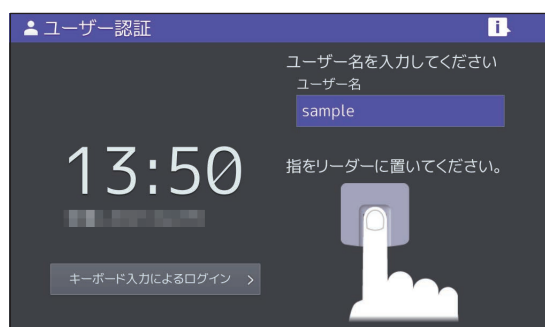 ユーザー認証
i
ユーザー名を入力してください
ユーザー名
sample
13:50
指をリーダーに置いてください。
キーボード入力によるログイン >